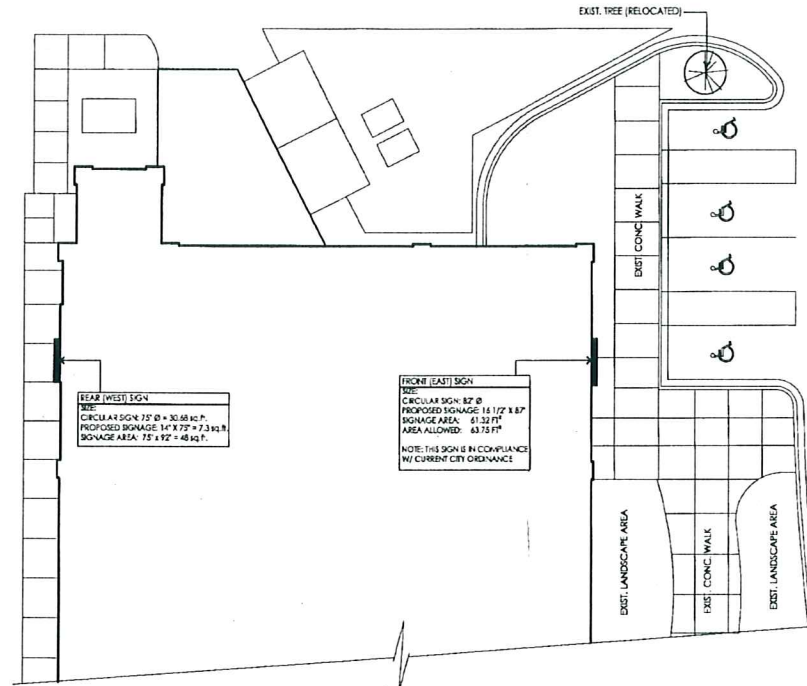 EXIST. TREE (RELOCATED)
EXIST. CONC. WALK
REAR (WEST) SIGN
SIZE:
CIRCULAR SIGN: 75" Ø = 30.68 sq.ft.
PROPOSED SIGNAGE: 14" X 75" = 7.3 sq.ft.
SIGNAGE AREA: 75" x 92" = 48 sq.ft.
FRONT (EAST) SIGN
SIZE:
CIRCULAR SIGN: 82" Ø
PROPOSED SIGNAGE: 16 1/2" X 87"
SIGNAGE AREA: 61.32 FT²
AREA ALLOWED: 63.75 FT²
NOTE: THIS SIGN IS IN COMPLIANCE
W/ CURRENT CITY ORDINANCE
EXIST. LANDSCAPE AREA
EXIST. CONC. WALK
EXIST. LANDSCAPE AREA